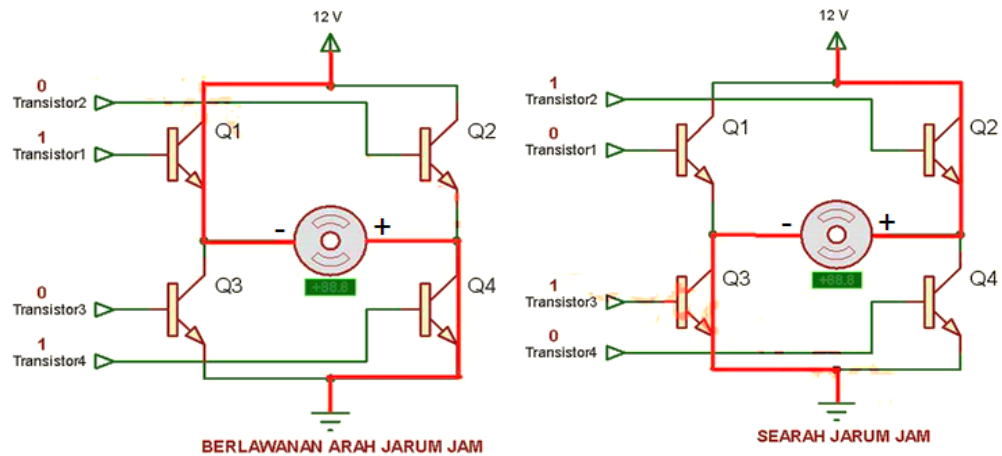 12 V
0
Transistor2
1
Transistor1
Q1
Q2
- +
+88.8
0
Transistor3
1
Transistor4
Q3
Q4
BERLAWANAN ARAH JARUM JAM
12 V
1
Transistor2
0
Transistor1
Q1
Q2
- +
+88.8
1
Transistor3
0
Transistor4
Q3
Q4
SEARAH JARUM JAM